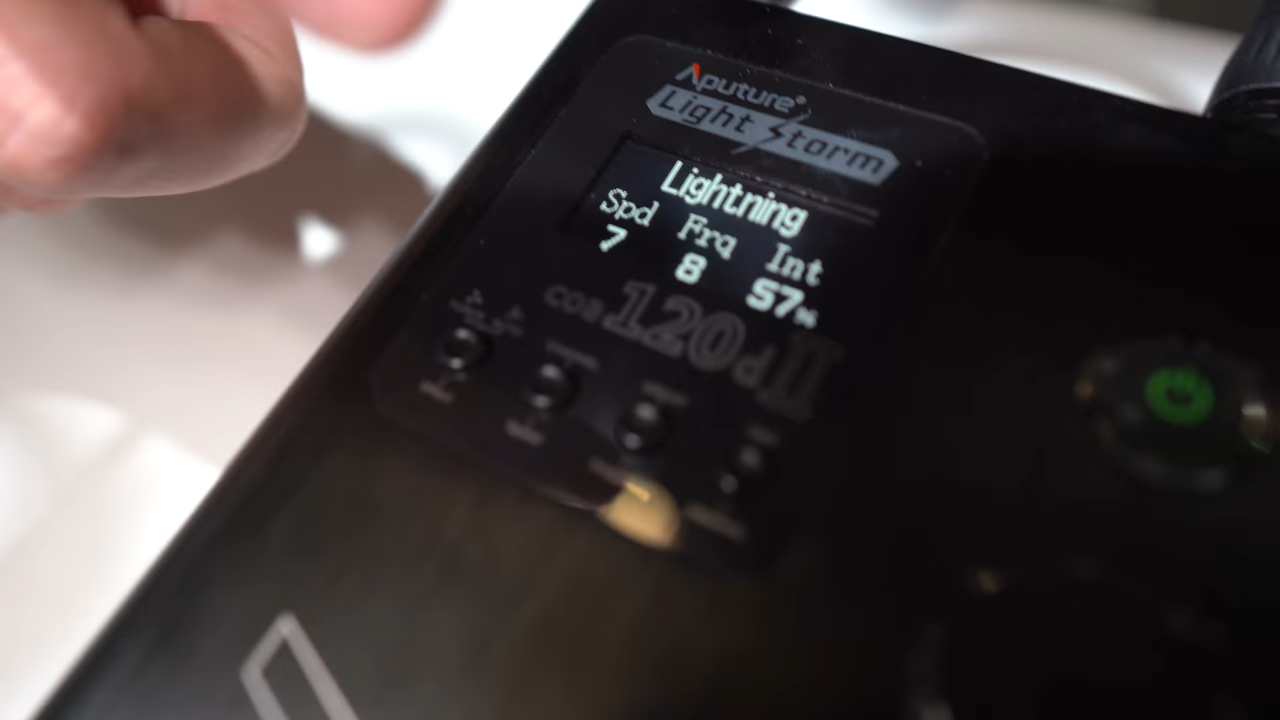 Aputure®
Light Storm
Lightning
Spd Frq Int
7 8 57%
COB 120d II